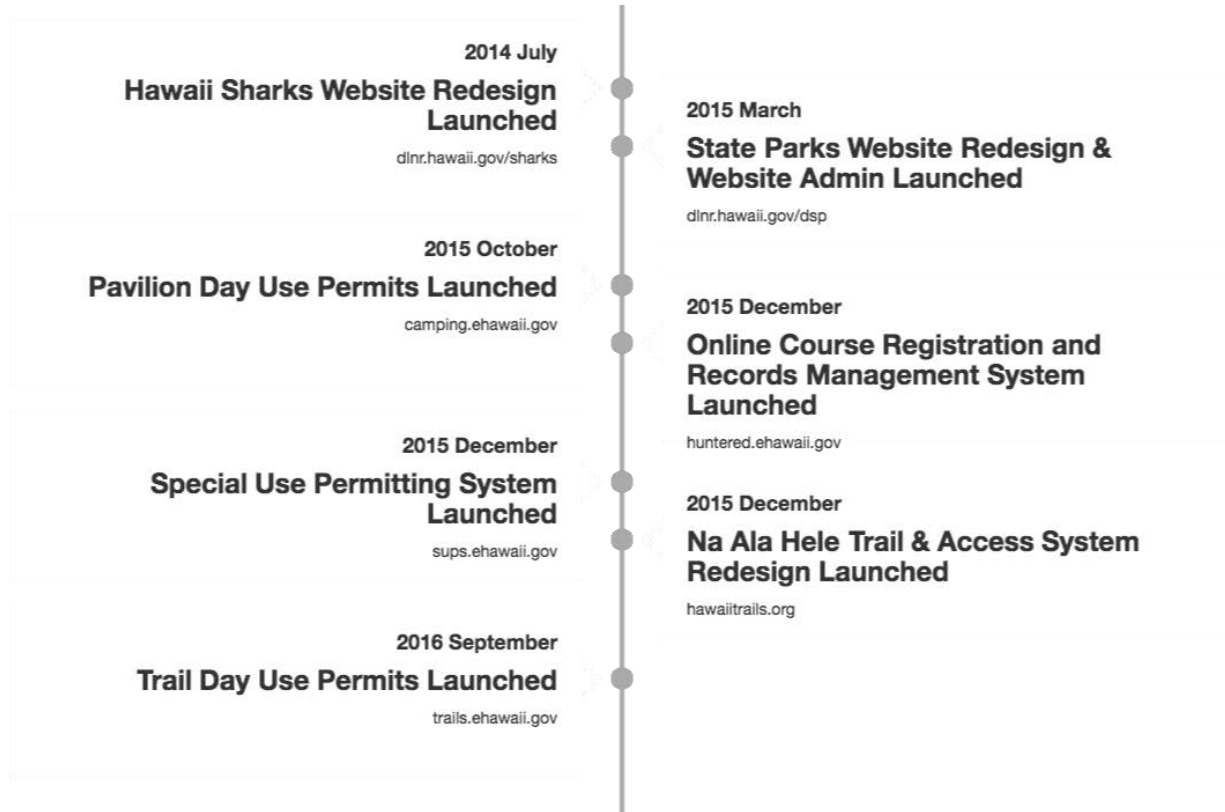 2014 July
Hawaii Sharks Website Redesign
Launched
dlnr.hawaii.gov/sharks
2015 March
State Parks Website Redesign &
Website Admin Launched
dlnr.hawaii.gov/dsp
2015 October
Pavilion Day Use Permits Launched
camping.ehawaii.gov
2015 December
Online Course Registration and
Records Management System
Launched
huntered.ehawaii.gov
2015 December
Special Use Permitting System
Launched
sups.ehawaii.gov
2015 December
Na Ala Hele Trail & Access System
Redesign Launched
hawaiitrails.org
2016 September
Trail Day Use Permits Launched
trails.ehawaii.gov